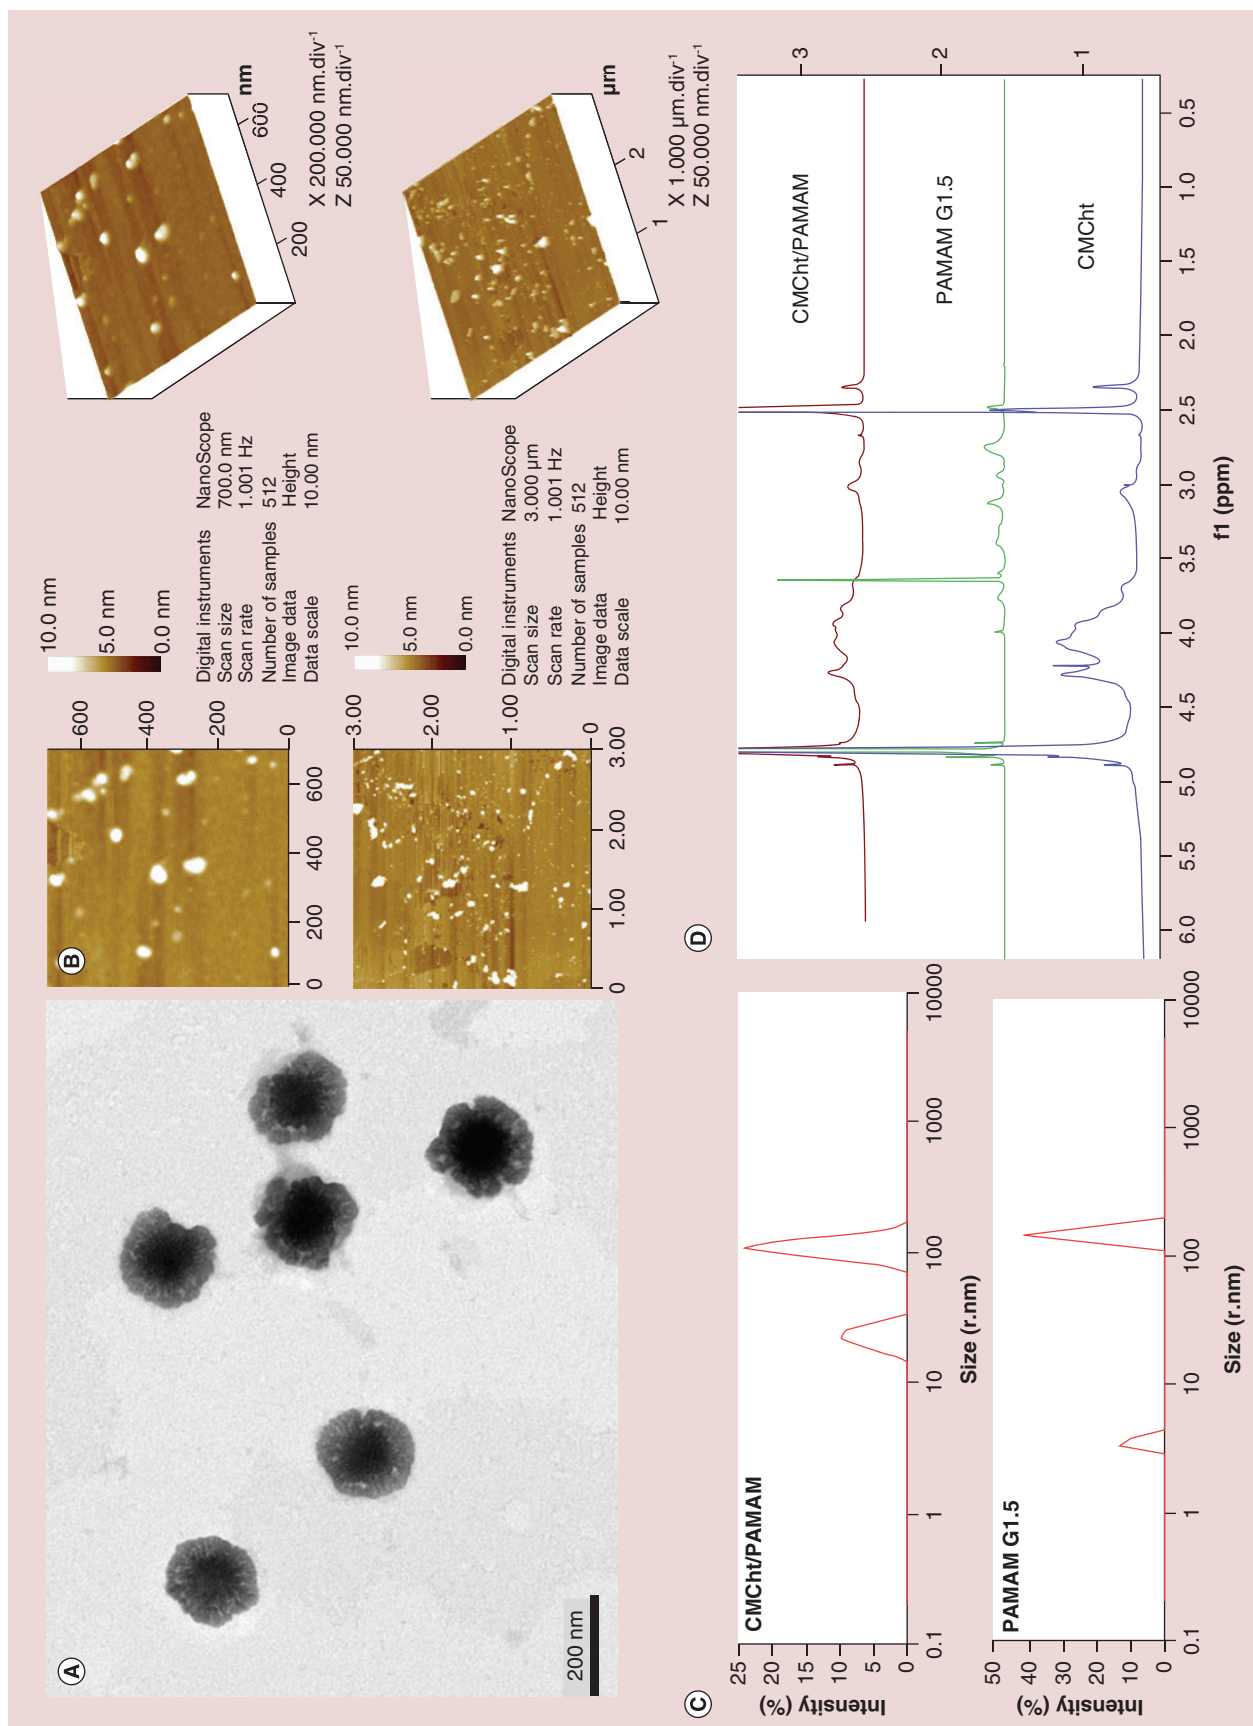 A
200 nm
B
600
400
200
0
0
200
400
600
10.0 nm
5.0 nm
0.0 nm
Digital instruments NanoScope
Scan size 700.0 nm
Scan rate 1.001 Hz
Number of samples 512
Image data Height
Data scale 10.00 nm
200
400
600
nm
X 200.000 nm.div-1
Z 50.000 nm.div-1
3.00
2.00
1.00
0
0
1.00
2.00
3.00
10.0 nm
5.0 nm
0.0 nm
Digital instruments NanoScope
Scan size 3.000 µm
Scan rate 1.001 Hz
Number of samples 512
Image data Height
Data scale 10.00 nm
1
2
µm
X 1.000 µm.div-1
Z 50.000 nm.div-1
C
CMCht/PAMAM
Intensity (%)
25
20
15
10
5
0
0.1
1
10
100
1000
10000
Size (r.nm)
PAMAM G1.5
Intensity (%)
50
40
30
20
10
0
0.1
1
10
100
1000
10000
Size (r.nm)
D
CMCht/PAMAM
3
PAMAM G1.5
2
CMCht
1
6.0
5.5
5.0
4.5
4.0
3.5
3.0
2.5
2.0
1.5
1.0
0.5
f1 (ppm)